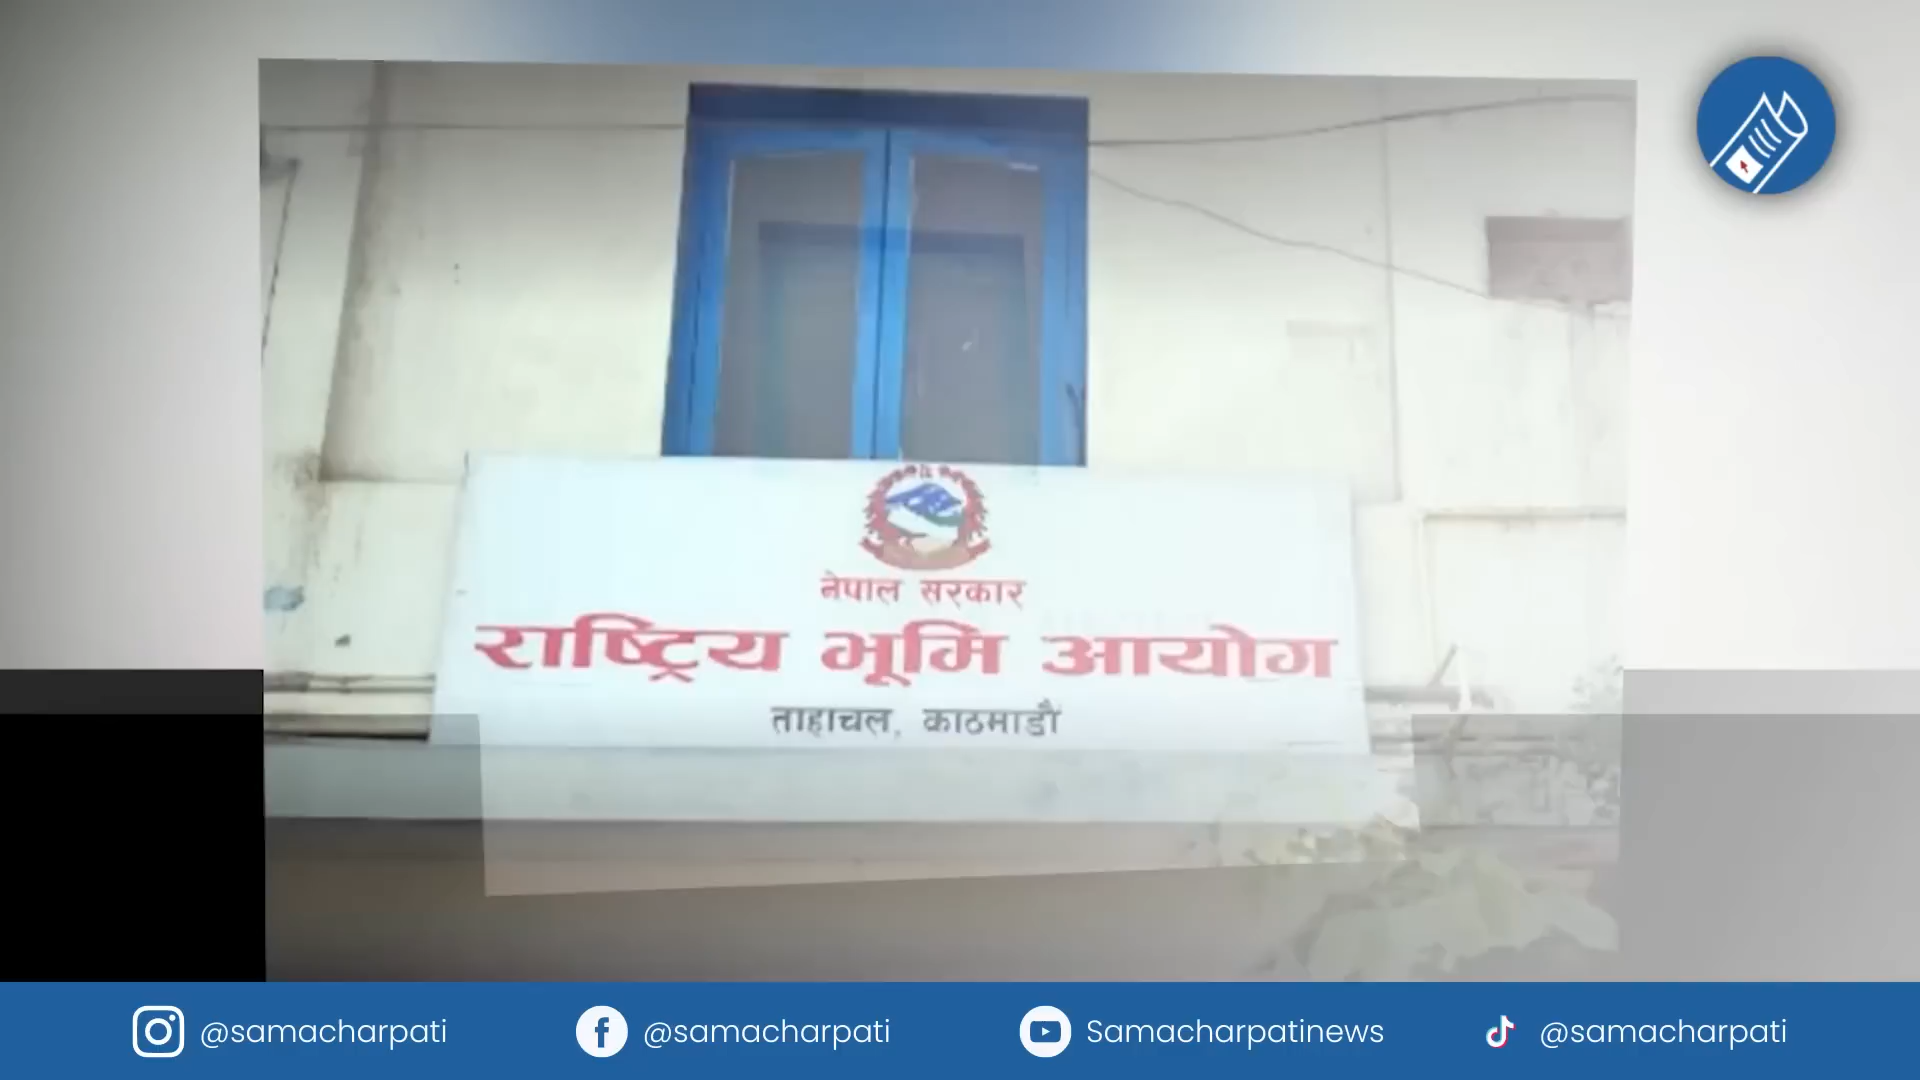 नेपाल सरकार
राष्ट्रिय भूमि आयोग
ताहाचल, काठमाडौं
@samacharpati
@samacharpati
Samacharpatinews
@samacharpati